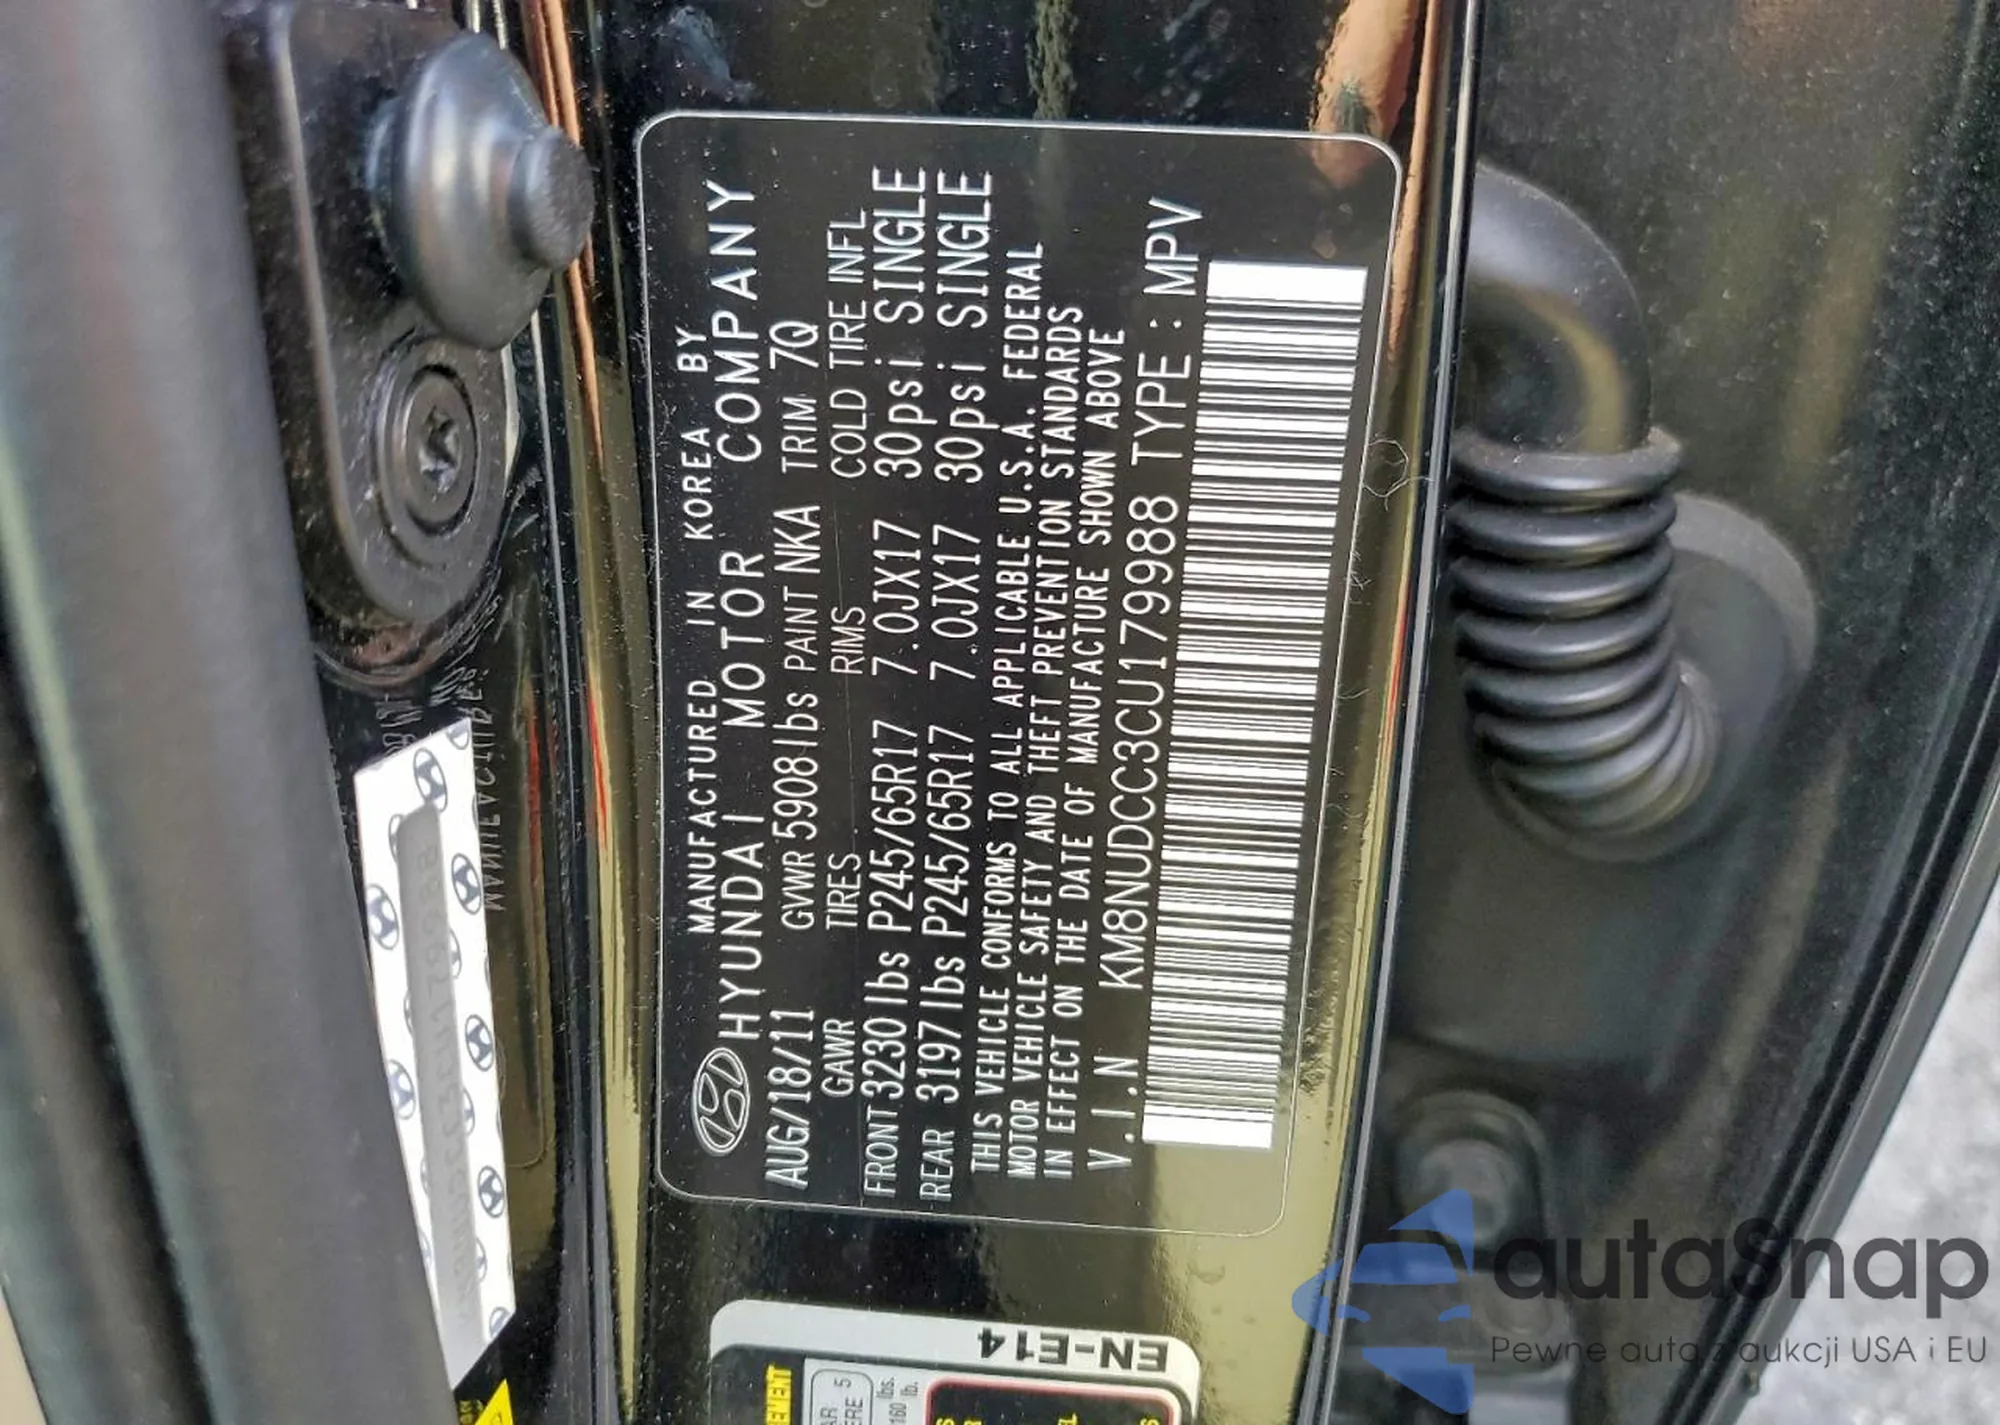 MANUFACTURED IN KOREA BY
HYUNDAI MOTOR COMPANY
AUG/18/11 GVWR 5908lbs PAINT NKA TRIM 7Q
GAWR TIRES RIMS COLD TIRE INFL
FRONT 3230 lbs P245/65R17 7.0JX17 30psi SINGLE
REAR 3197 lbs P245/65R17 7.0JX17 30psi SINGLE
THIS VEHICLE CONFORMS TO ALL APPLICABLE U.S.A. FEDERAL
MOTOR VEHICLE SAFETY AND THEFT PREVENTION STANDARDS
IN EFFECT ON THE DATE OF MANUFACTURE SHOWN ABOVE
V.I.N KM8NUDCC3CU179988 TYPE : MPV
EN-E14
autasnap
Pewne auta z aukcji USA i EU